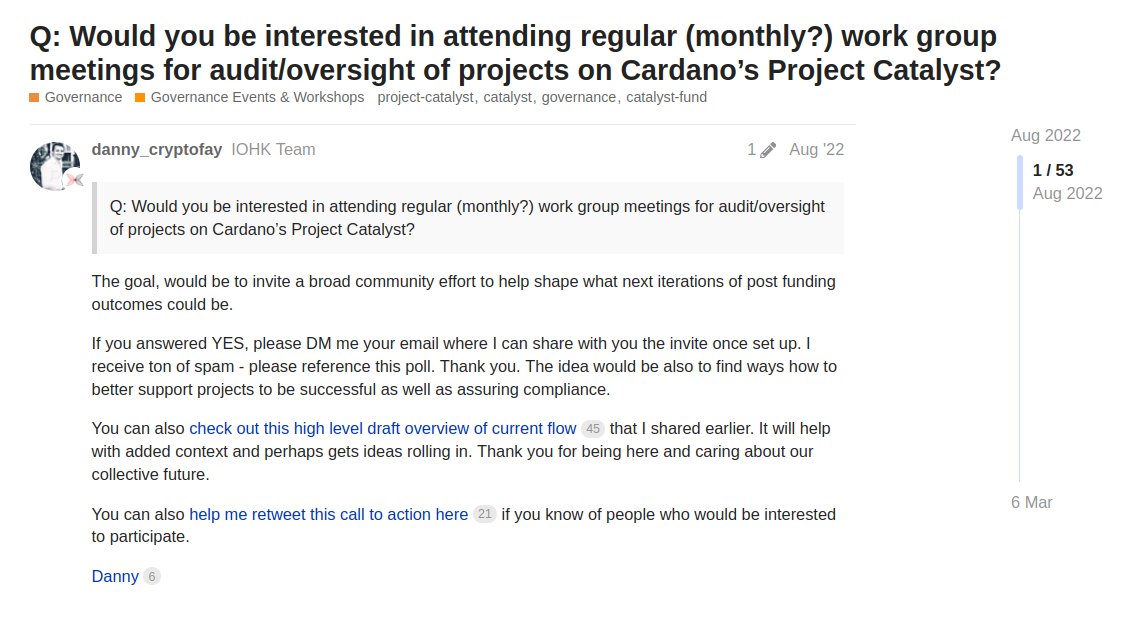 Q: Would you be interested in attending regular (monthly?) work group
meetings for audit/oversight of projects on Cardano’s Project Catalyst?
Governance Governance Events & Workshops project-catalyst, catalyst, governance, catalyst-fund
danny_cryptofay IOHK Team 1 Aug '22
Aug 2022
1 / 53
Aug 2022
Q: Would you be interested in attending regular (monthly?) work group meetings for audit/oversight
of projects on Cardano’s Project Catalyst?
The goal, would be to invite a broad community effort to help shape what next iterations of post funding
outcomes could be.
If you answered YES, please DM me your email where I can share with you the invite once set up. I
receive ton of spam - please reference this poll. Thank you. The idea would be also to find ways how to
better support projects to be successful as well as assuring compliance.
You can also check out this high level draft overview of current flow 45 that I shared earlier. It will help
with added context and perhaps gets ideas rolling in. Thank you for being here and caring about our
collective future.
You can also help me retweet this call to action here 21 if you know of people who would be interested
to participate.
6 Mar
Danny 6